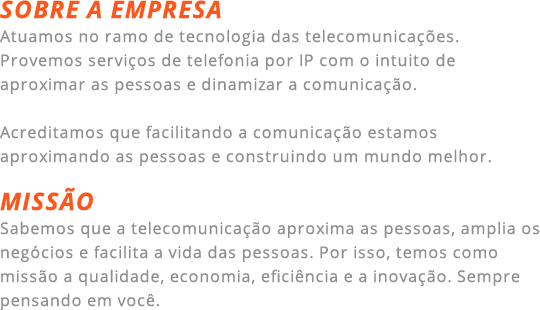 SOBRE A EMPRESA
Atuamos no ramo de tecnologia das telecomunicações.
Provemos serviços de telefonia por IP com o intuito de
aproximar as pessoas e dinamizar a comunicação.
Acreditamos que facilitando a comunicação estamos
aproximando as pessoas e construindo um mundo melhor.
MISSÃO
Sabemos que a telecomunicação aproxima as pessoas, amplia os
negócios e facilita a vida das pessoas. Por isso, temos como
missão a qualidade, economia, eficiência e a inovação. Sempre
pensando em você.